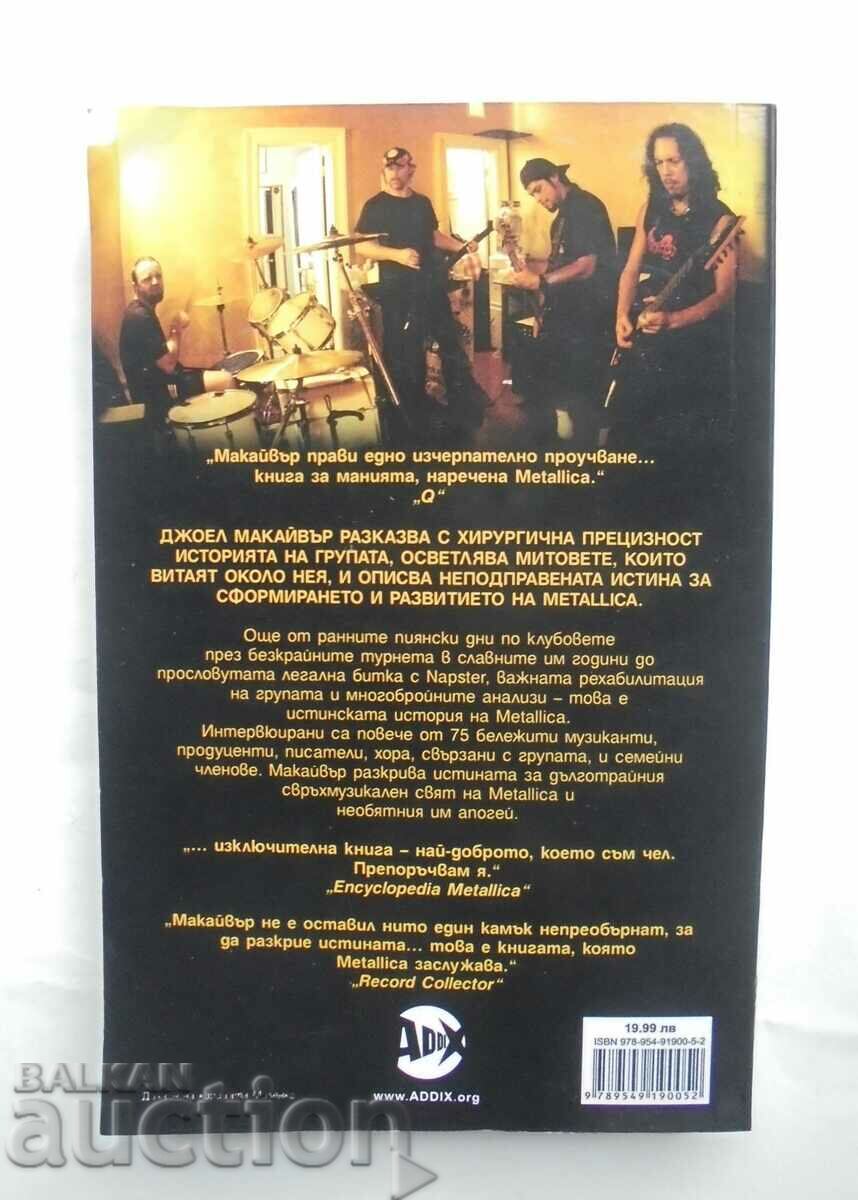 „Макайвър прави едно изчерпателно проучване...
книга за манията, наречена Metallica.“
„Q“
ДЖОЕЛ МАКАЙВЪР РАЗКАЗВА С ХИРУРГИЧНА ПРЕЦИЗНОСТ
ИСТОРИЯТА НА ГРУПАТА, ОСВЕТЛЯВА МИТОВЕТЕ, КОИТО
ВИТАЯТ ОКОЛО НЕЯ, И ОПИСВА НЕПОДПРАВЕНАТА ИСТИНА ЗА
СФОРМИРАНЕТО И РАЗВИТИЕТО НА METALLICA.
Още от ранните пиянски дни по клубовете
през безкрайните турнета в славните им години до
прословутата легална битка с Napster, важната рехабилитация
на групата и многобройните анализи – това е
истинската история на Metallica.
Интервюирани са повече от 75 бележити музиканти,
продуценти, писатели, хора, свързани с групата, и семейни
членове. Макайвър разкрива истината за дълготрайния
свръхмузикален свят на Metallica и
необятния им апогей.
„... изключителна книга – най-доброто, което съм чел.
Препоръчвам я.“
„Encyclopedia Metallica“
„Макайвър не е оставил нито един камък непреобърнат, за
да разкрие истината... това е книгата, която
Metallica заслужава.“
„Record Collector“
ADDIX
www.ADDIX.org
19.99 лв
ISBN 978-954-91900-5-2
9 789549 190052
BALKAN
auction